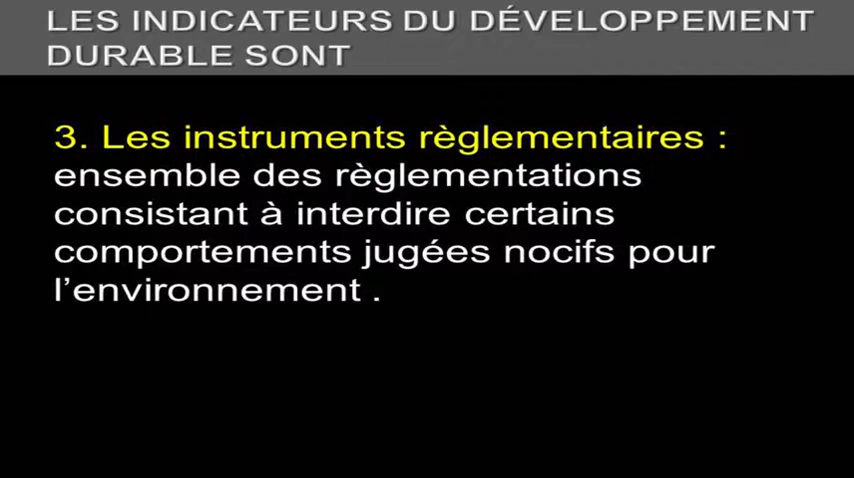 LES INDICATEURS DU DÉVELOPPEMENT
DURABLE SONT
3. Les instruments règlementaires :
ensemble des règlementations
consistant à interdire certains
comportements jugées nocifs pour
l’environnement .